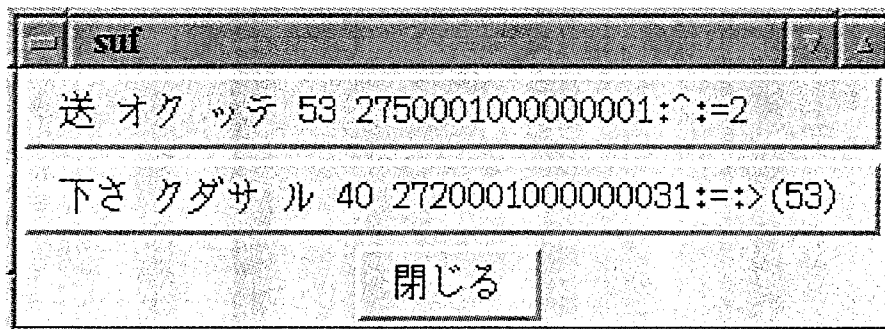 suf
送 オク ッテ 53 2750001000000001:^:=2
下さ クダサ ル 40 2720001000000031:=:>(53)
閉じる